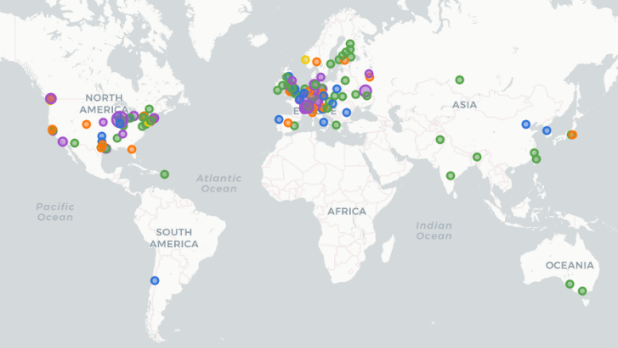 NORTH
AMERICA
ASIA
Atlantic
Ocean
Pacific
Ocean
AFRICA
SOUTH
AMERICA
Indian
Ocean
OCEANIA